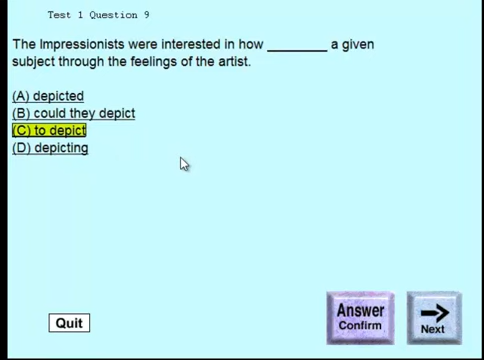 Test 1 Question 9
The Impressionists were interested in how ________ a given
subject through the feelings of the artist.
(A) depicted
(B) could they depict
(C) to depict
(D) depicting
Answer
Confirm
Next
Quit